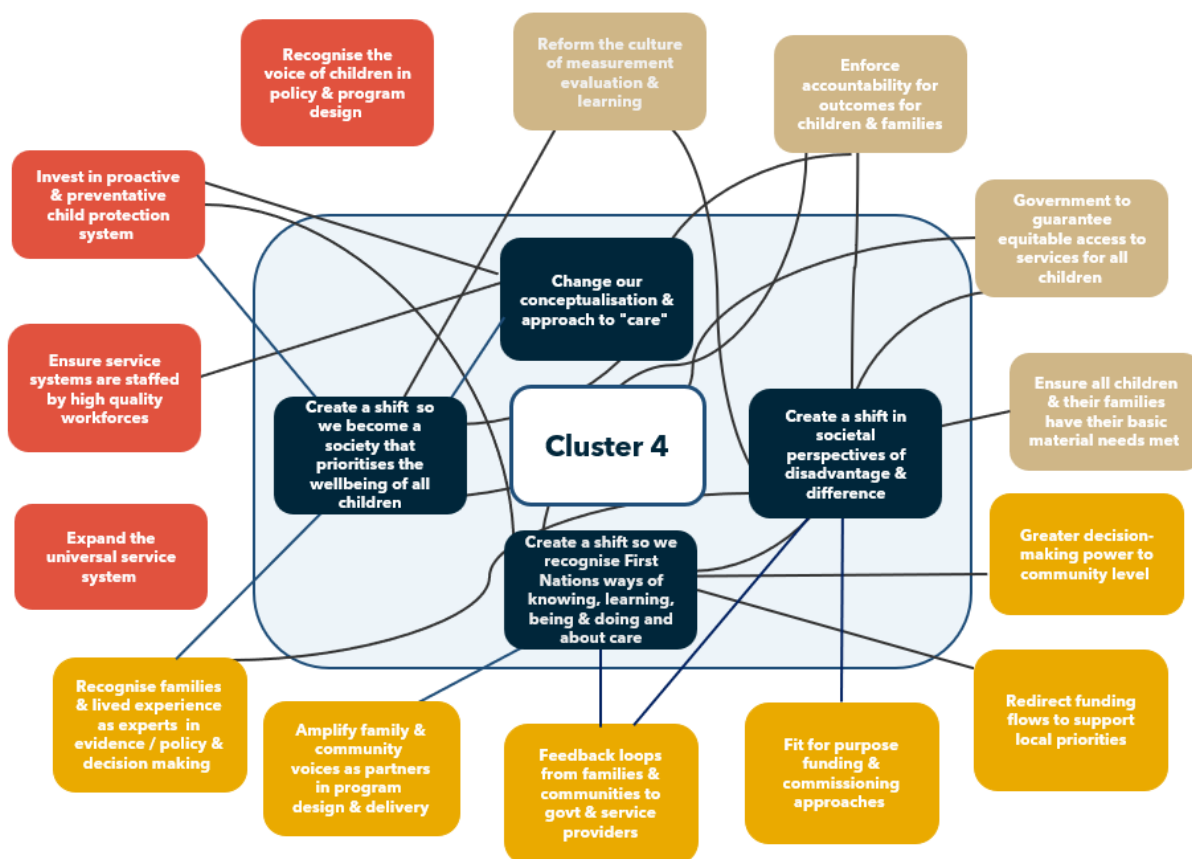 Recognise the
voice of children in
policy & program
design
Reform the culture
of measurement
evaluation &
learning
Enforce
accountability for
outcomes for
children & families
Invest in proactive
& preventative
child protection
system
Government to
guarantee
equitable access to
services for all
children
Change our
conceptualisation &
approach to "care"
Ensure service
systems are staffed
by high quality
workforces
Create a shift so
we become a
society that
prioritises the
wellbeing of all
children
Cluster 4
Create a shift in
societal
perspectives of
disadvantage &
difference
Ensure all children
& their families
have their basic
material needs met
Expand the
universal service
system
Create a shift so we
recognise First
Nations ways of
knowing, learning,
being & doing and
about care
Greater decision-
making power to
community level
Recognise families
& lived experience
as experts in
evidence / policy &
decision making
Amplify family &
community
voices as partners
in program
design & delivery
Feedback loops
from families &
communities to
govt & service
providers
Fit for purpose
funding &
commissioning
approaches
Redirect funding
flows to support
local priorities